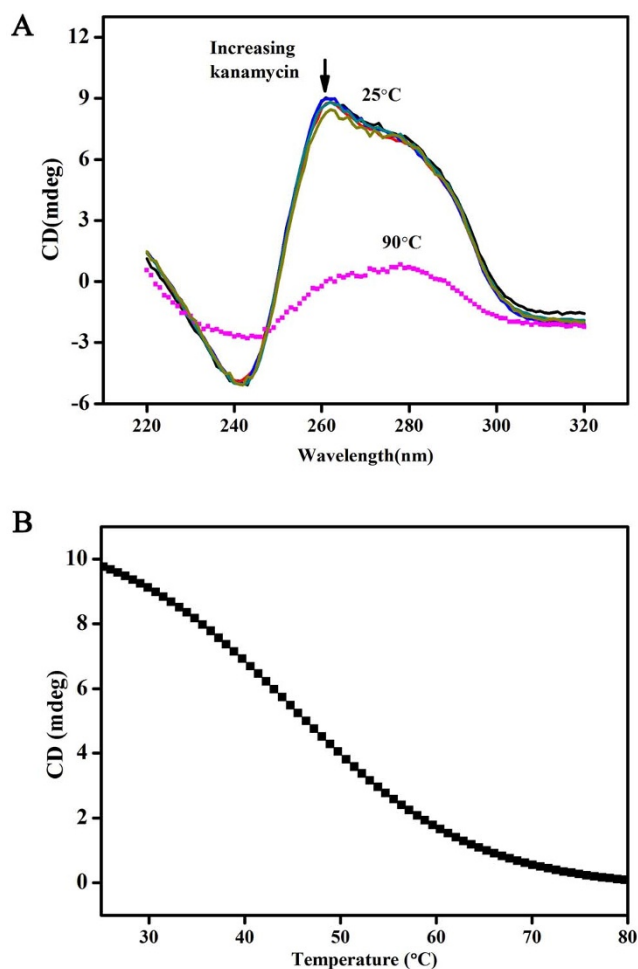 A
12
9
6
3
0
-3
-6
CD(mdeg)
Increasing
kanamycin
25°C
90°C
220
240
260
280
300
320
Wavelength(nm)
B
10
8
6
4
2
0
CD (mdeg)
30
40
50
60
70
80
Temperature (°C)